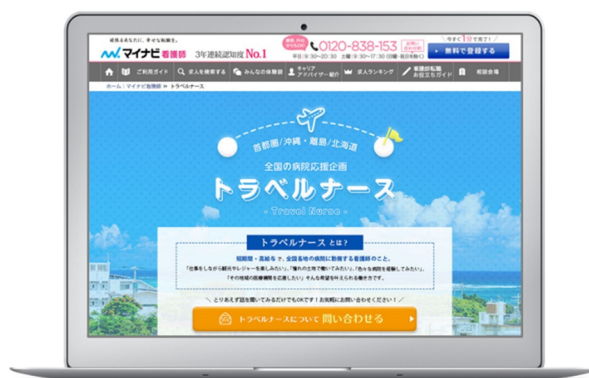 マイナビ看護師 3年連続認知度No.1
0120-838-153
今すぐ1分で完了!
無料で登録する
ご利用ガイド 求人を検索する みんなの体験談 キャリアアドバイザー紹介 求人ランキング 看護師転職お役立ちガイド 相談会場
ホーム:マイナビ看護師 ≫ トラベルナース
首都圏/沖縄・離島/北海道
全国の病院応援企画
トラベルナース
- Travel Nurse -
トラベルナース とは?
短期間・高給与 で、全国各地の病院に勤務する看護師のこと。
「仕事をしながら観光やレジャーを楽しみたい」、「憧れの土地で働いてみたい」、「色々な病院を経験してみたい」、
「その地域の医療機関を応援したい」 そんな希望を叶えられる働き方です。
\ とりあえず話を聞いてみるだけでもOKです!お気軽にお問い合わせください! /
トラベルナースについて 問い合わせる